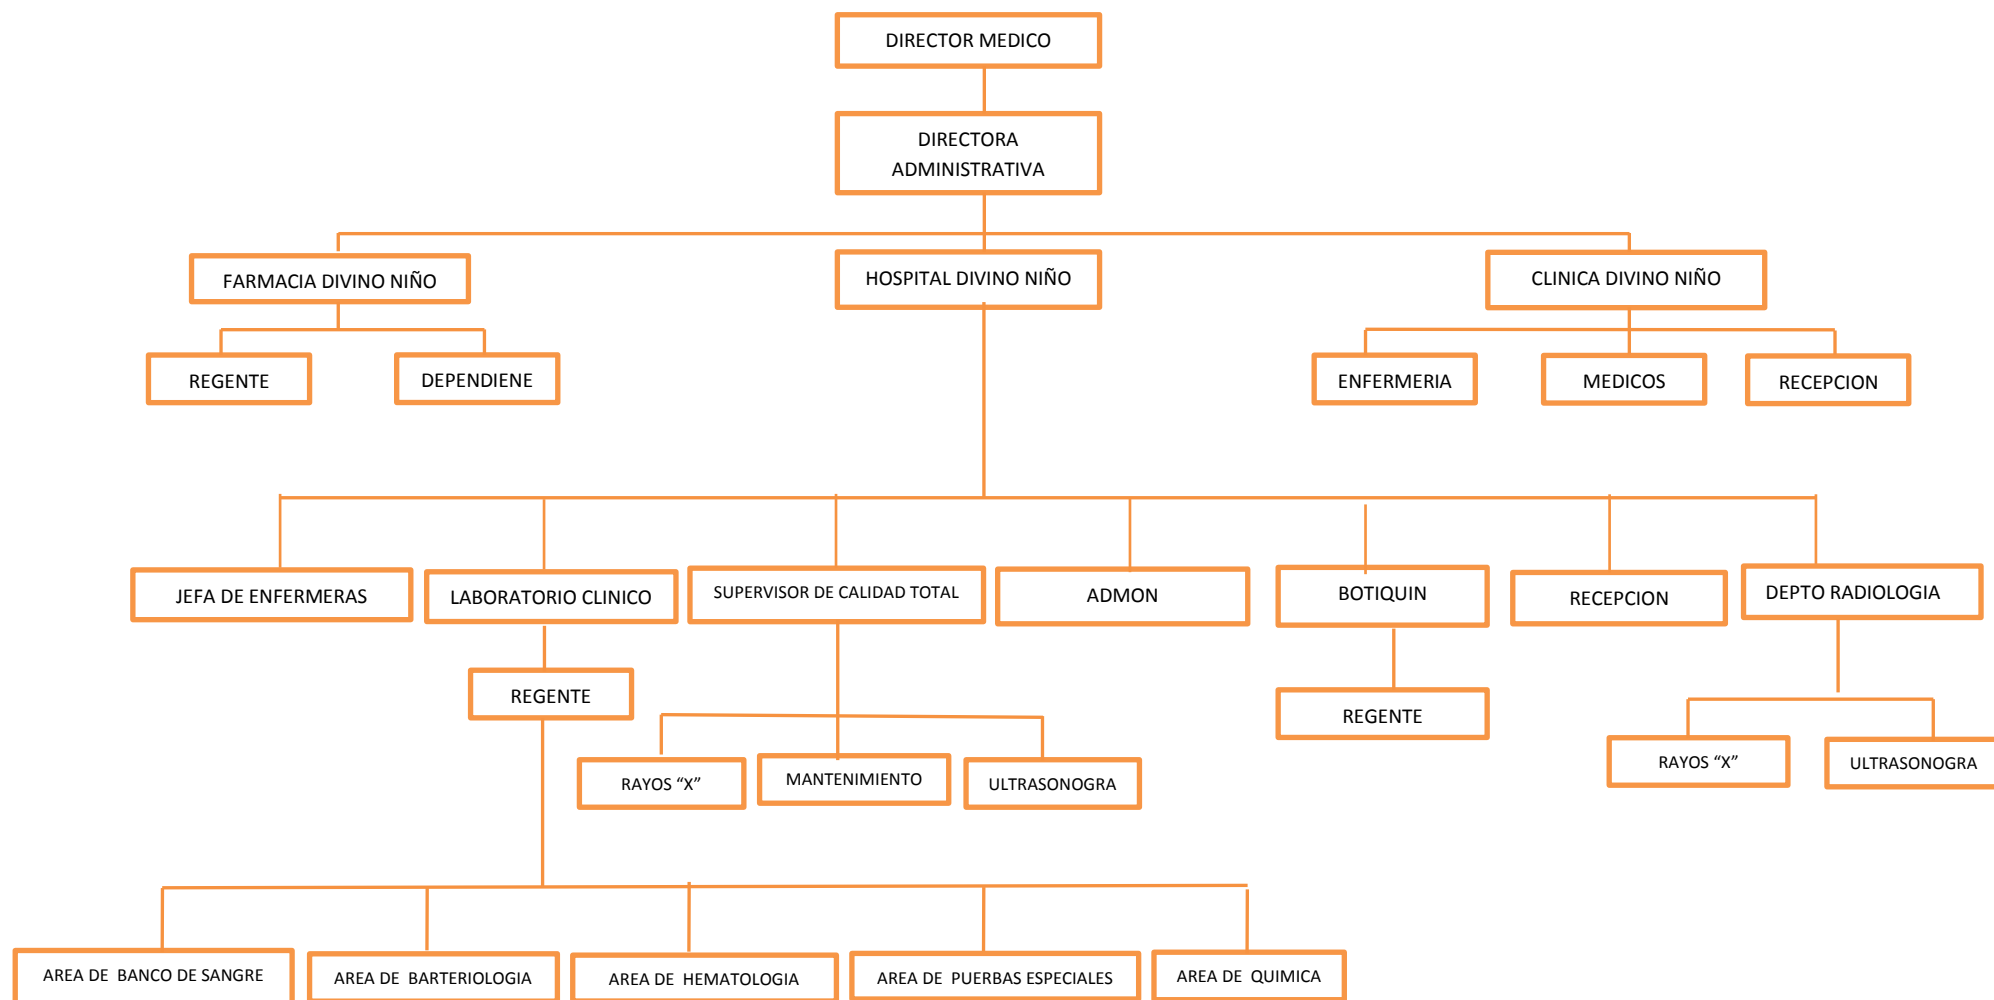 DIRECTOR MEDICO
DIRECTORA
ADMINISTRATIVA
FARMACIA DIVINO NIÑO
HOSPITAL DIVINO NIÑO
CLINICA DIVINO NIÑO
REGENTE
DEPENDIENE
ENFERMERIA
MEDICOS
RECEPCION
JEFA DE ENFERMERAS
LABORATORIO CLINICO
SUPERVISOR DE CALIDAD TOTAL
ADMON
BOTIQUIN
RECEPCION
DEPTO RADIOLOGIA
REGENTE
REGENTE
RAYOS “X”
MANTENIMIENTO
ULTRASONOGRA
RAYOS “X”
ULTRASONOGRA
AREA DE BANCO DE SANGRE
AREA DE BARTERIOLOGIA
AREA DE HEMATOLOGIA
AREA DE PUERBAS ESPECIALES
AREA DE QUIMICA